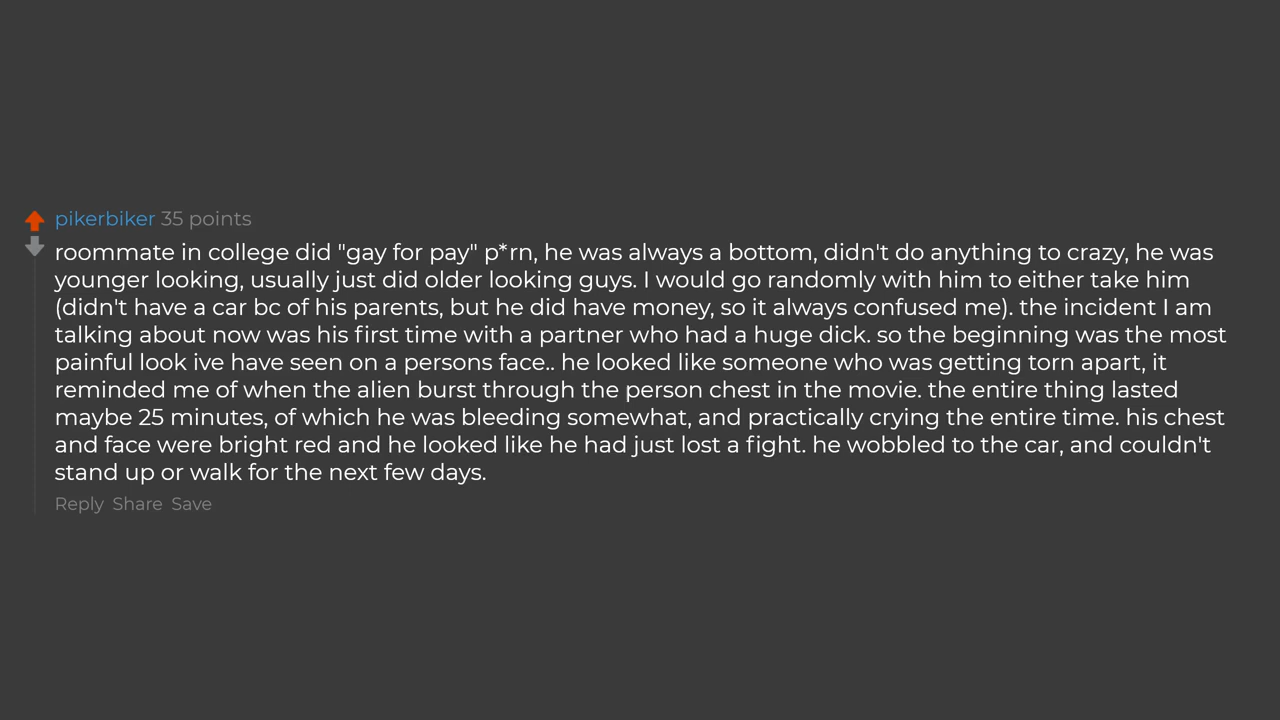 pikerbiker 35 points
roommate in college did "gay for pay" p*rn, he was always a bottom, didn't do anything to crazy, he was
younger looking, usually just did older looking guys. I would go randomly with him to either take him
(didn't have a car bc of his parents, but he did have money, so it always confused me). the incident I am
talking about now was his first time with a partner who had a huge dick. so the beginning was the most
painful look ive have seen on a persons face.. he looked like someone who was getting torn apart, it
reminded me of when the alien burst through the person chest in the movie. the entire thing lasted
maybe 25 minutes, of which he was bleeding somewhat, and practically crying the entire time. his chest
and face were bright red and he looked like he had just lost a fight. he wobbled to the car, and couldn't
stand up or walk for the next few days.
Reply Share Save